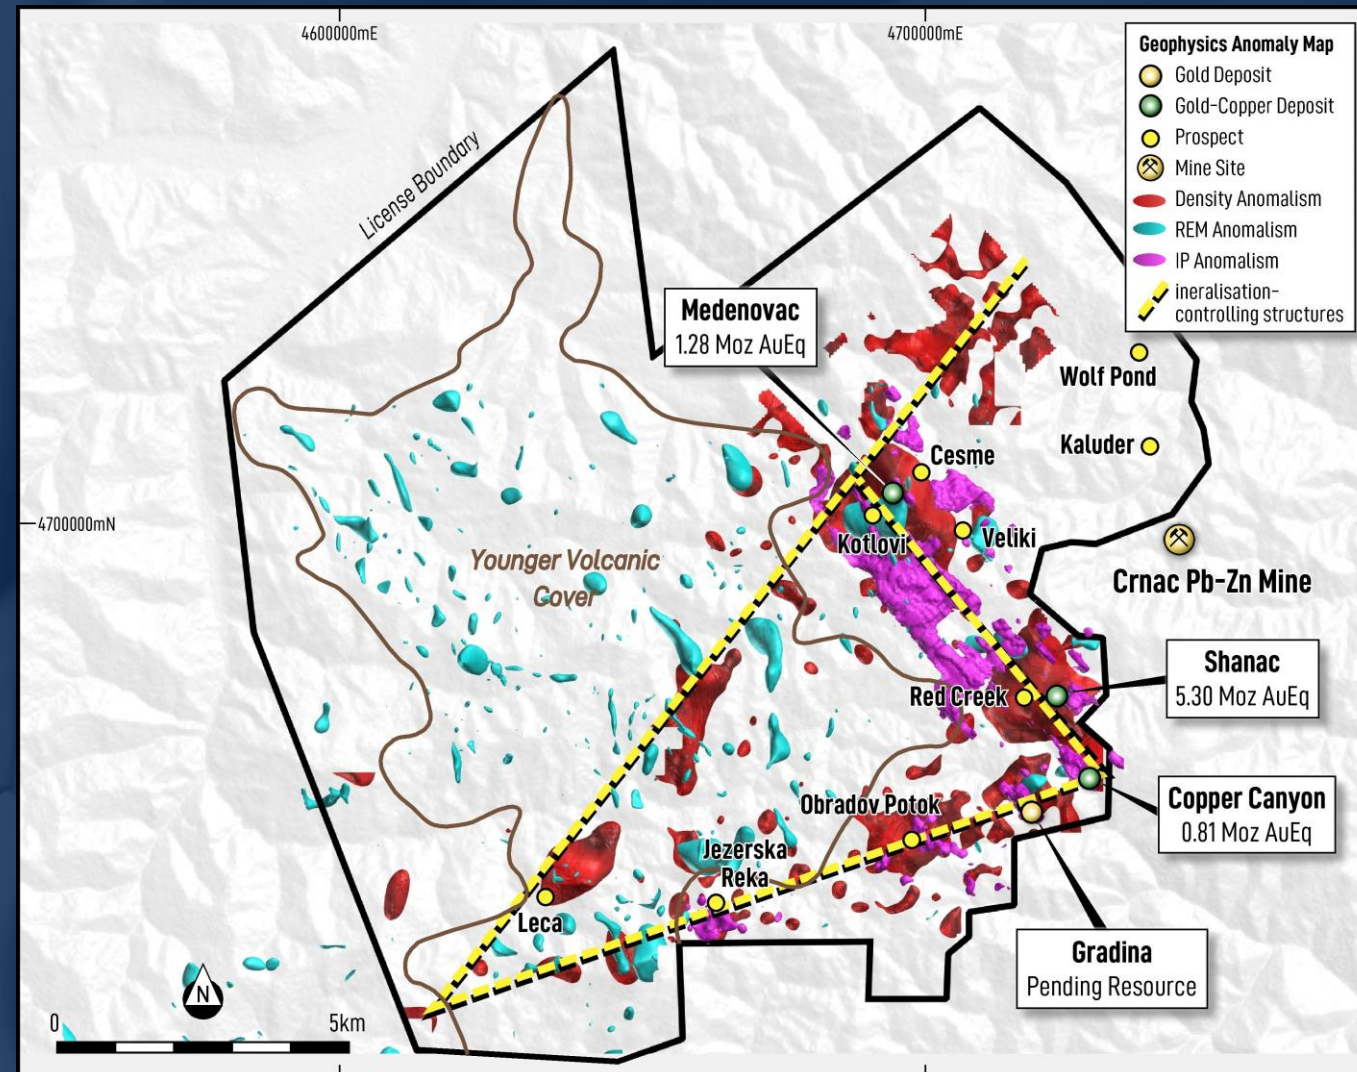 4600000mE
4700000mE
Geophysics Anomaly Map
Gold Deposit
Gold-Copper Deposit
Prospect
Mine Site
Density Anomalism
REM Anomalism
IP Anomalism
ineralisation-
controlling structures
License Boundary
Medenovac
1.28 Moz AuEq
Wolf Pond
Kaluder
Cesme
4700000mN
Kotlovi
Veliki
Younger Volcanic
Cover
Crnac Pb-Zn Mine
Shanac
5.30 Moz AuEq
Red Creek
Copper Canyon
0.81 Moz AuEq
Obradov Potok
Jezerska
Reka
Leca
Gradina
Pending Resource
N
0
5km